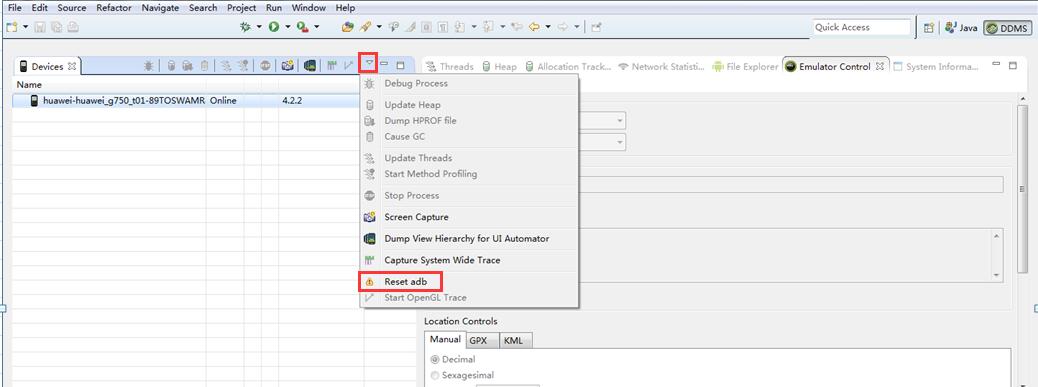 File Edit Source Refactor Navigate Search Project Run Window Help
Quick Access
Java
DDMS
Devices
Threads Heap Allocation Track... Network Statisti... File Explorer Emulator Control System Informa...
Name
huawei-huawei_g750_t01-89TOSWAMR Online 4.2.2
Debug Process
Update Heap
Dump HPROF file
Cause GC
Update Threads
Start Method Profiling
Stop Process
Screen Capture
Dump View Hierarchy for UI Automator
Capture System Wide Trace
Reset adb
Start OpenGL Trace
Location Controls
Manual GPX KML
Decimal
Sexagesimal